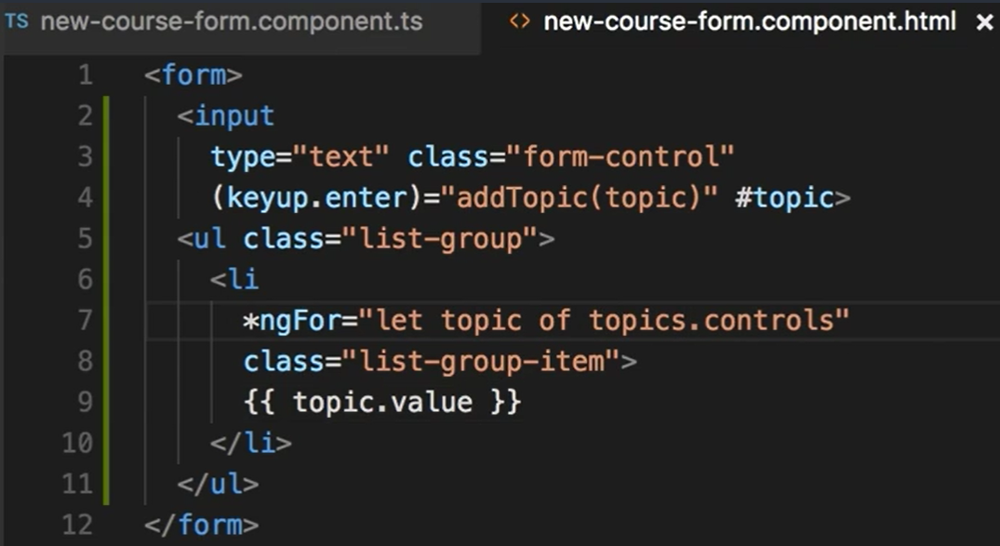 TS new-course-form.component.ts <> new-course-form.component.html ×
1 <form>
2 <input
3 type="text" class="form-control"
4 (keyup.enter)="addTopic(topic)" #topic>
5 <ul class="list-group">
6 <li
7 *ngFor="let topic of topics.controls"
8 class="list-group-item">
9 {{ topic.value }}
10 </li>
11 </ul>
12 </form>